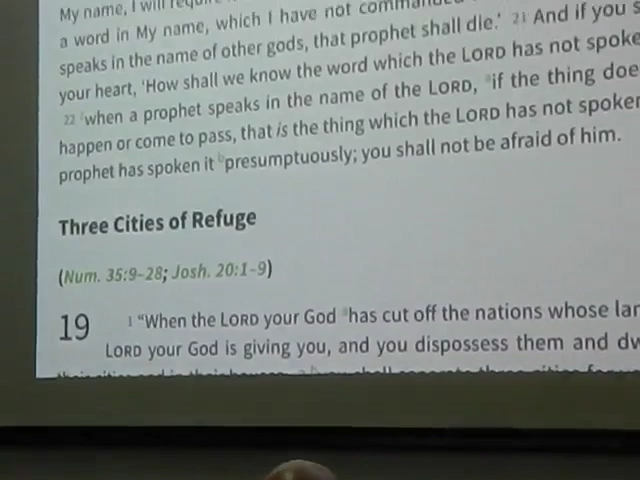 My name, I will
a word in My name, which I have not
speaks in the name of other gods, that prophet shall die.' 21 And if you s
your heart, 'How shall we know the word which the LORD has not spoke
22 when a prophet speaks in the name of the LORD, if the thing doe
happen or come to pass, that is the thing which the LORD has not spoken
prophet has spoken it presumptuously; you shall not be afraid of him.
Three Cities of Refuge
(Num. 35:9–28; Josh. 20:1–9)
19 1 "When the LORD your God has cut off the nations whose lan
LORD your God is giving you, and you dispossess them and dw